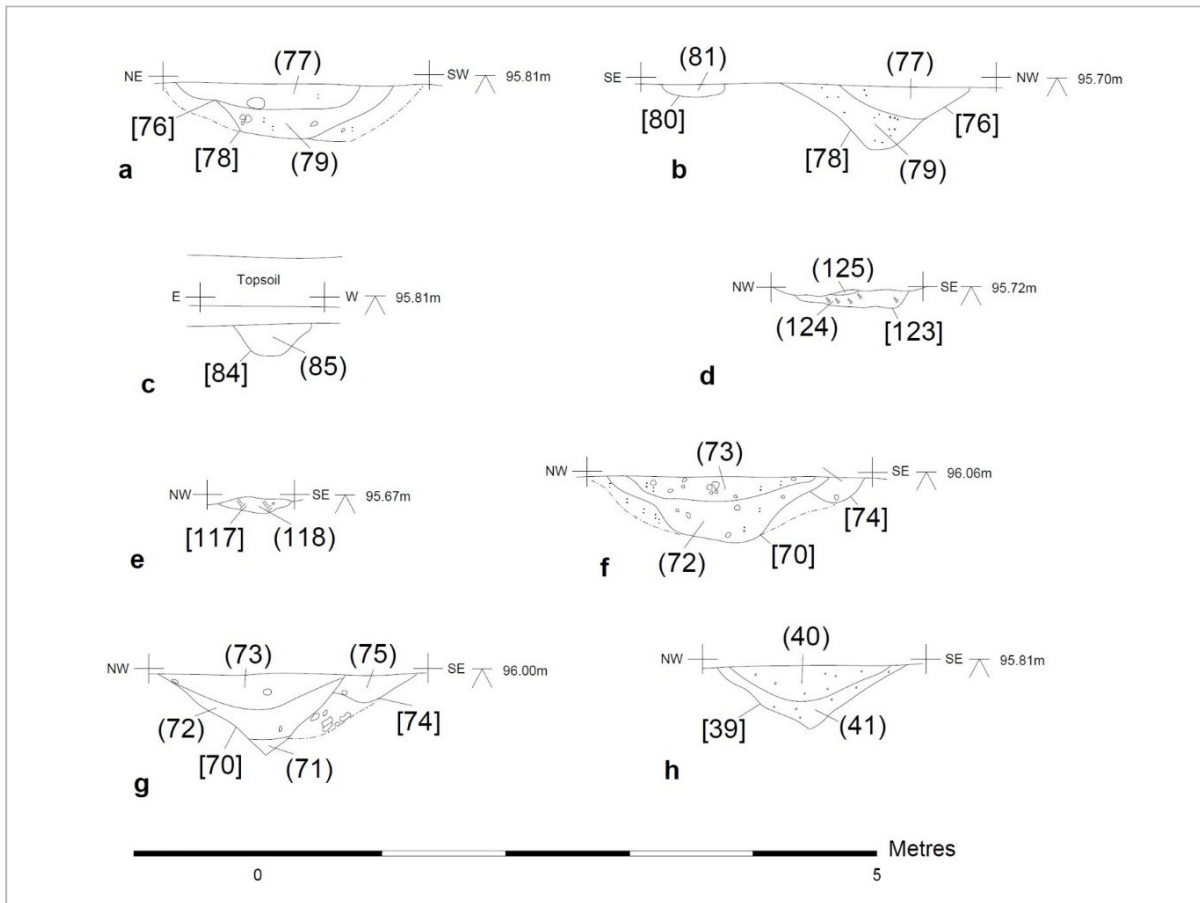 (77)
NE SW 95.81m
[76]
[78] (79)
a
(81) (77)
SE NW 95.70m
[80] [76]
[78] (79)
b
Topsoil
E W 95.81m
[84] (85)
c
(125)
NW SE 95.72m
(124) [123]
d
NW SE 95.67m
[117] (118)
e
(73)
NW SE 96.06m
[74]
(72) [70]
f
(73) (75)
NW SE 96.00m
(72) [74]
[70] (71)
g
(40)
NW SE 95.81m
[39] (41)
h
Metres
0 5